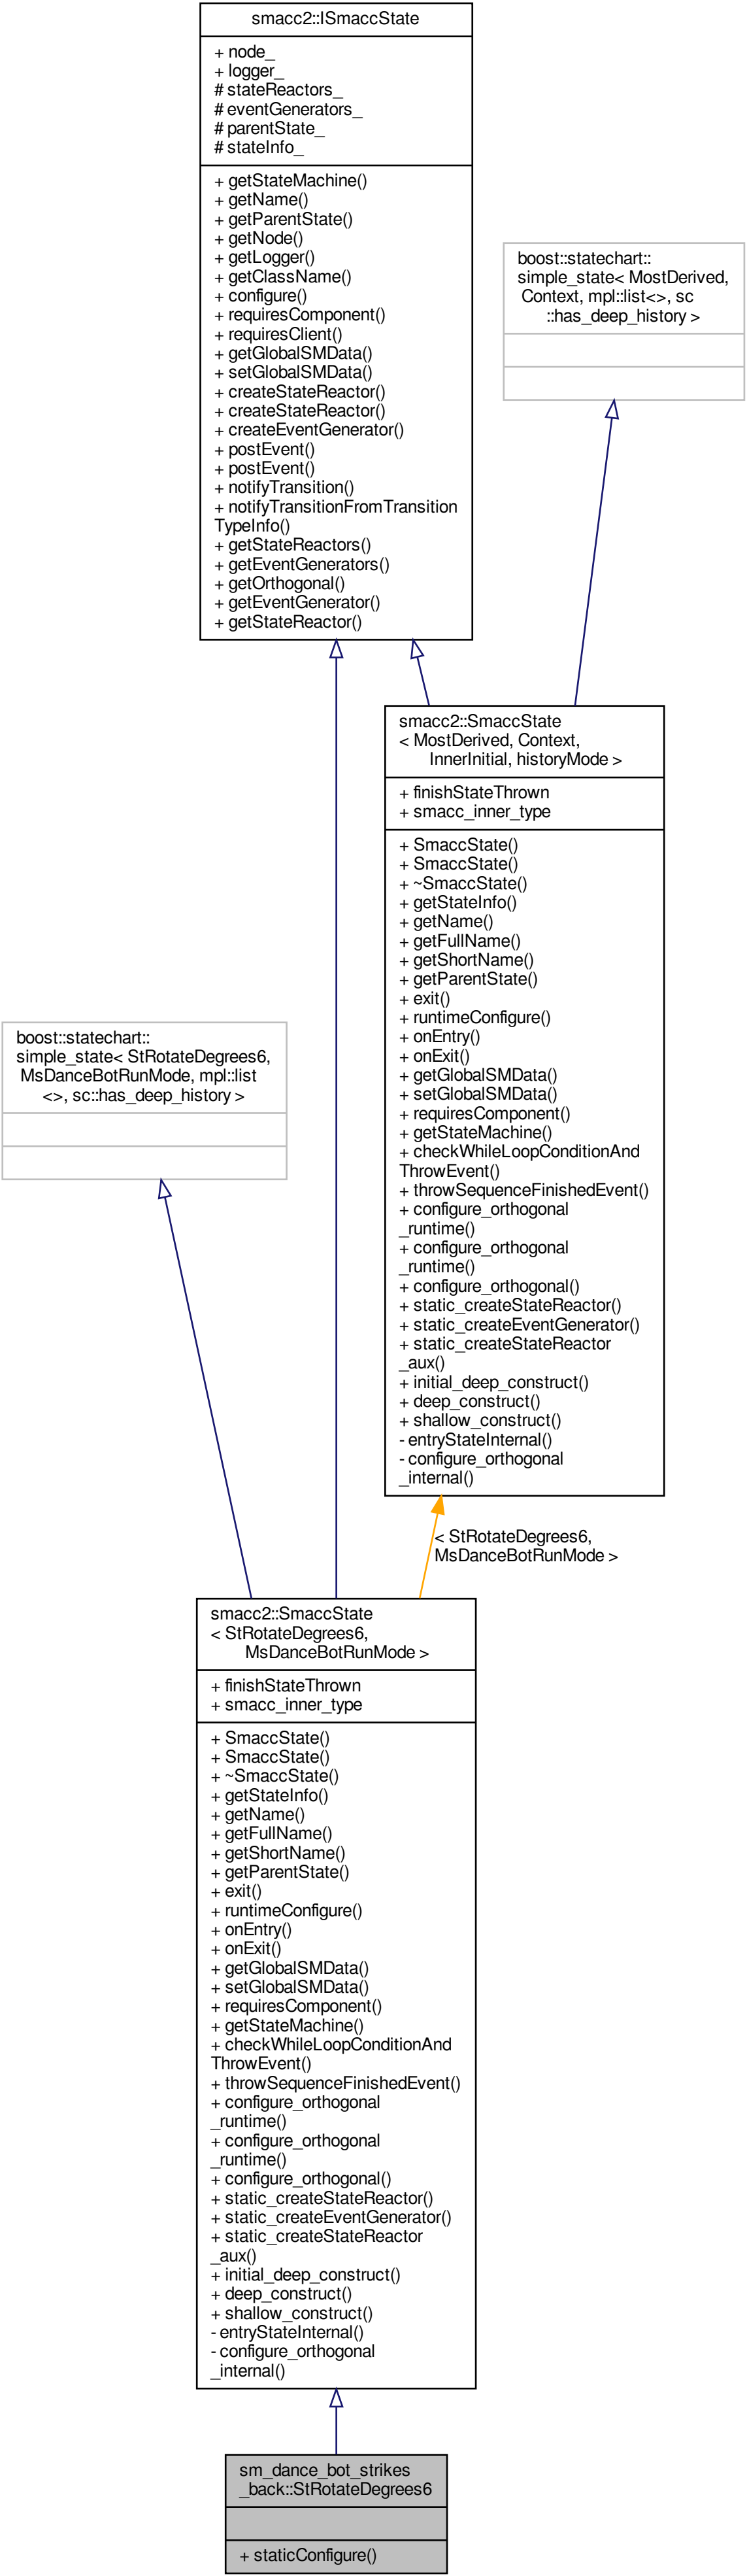 smacc2::ISmaccState
+ node_
+ logger_
# stateReactors_
# eventGenerators_
# parentState_
# stateInfo_
+ getStateMachine()
+ getName()
+ getParentState()
+ getNode()
+ getLogger()
+ getClassName()
+ configure()
+ requiresComponent()
+ requiresClient()
+ getGlobalSMData()
+ setGlobalSMData()
+ createStateReactor()
+ createStateReactor()
+ createEventGenerator()
+ postEvent()
+ postEvent()
+ notifyTransition()
+ notifyTransitionFromTransition
TypeInfo()
+ getStateReactors()
+ getEventGenerators()
+ getOrthogonal()
+ getEventGenerator()
+ getStateReactor()
boost::statechart::
simple_state< MostDerived,
Context, mpl::list<>, sc
::has_deep_history >
smacc2::SmaccState
< MostDerived, Context,
InnerInitial, historyMode >
+ finishStateThrown
+ smacc_inner_type
+ SmaccState()
+ SmaccState()
+ ~SmaccState()
+ getStateInfo()
+ getName()
+ getFullName()
+ getShortName()
+ getParentState()
+ exit()
+ runtimeConfigure()
+ onEntry()
+ onExit()
+ getGlobalSMData()
+ setGlobalSMData()
+ requiresComponent()
+ getStateMachine()
+ checkWhileLoopConditionAnd
ThrowEvent()
+ throwSequenceFinishedEvent()
+ configure_orthogonal
_runtime()
+ configure_orthogonal
_runtime()
+ configure_orthogonal()
+ static_createStateReactor()
+ static_createEventGenerator()
+ static_createStateReactor
_aux()
+ initial_deep_construct()
+ deep_construct()
+ shallow_construct()
- entryStateInternal()
- configure_orthogonal
_internal()
boost::statechart::
simple_state< StRotateDegrees6,
MsDanceBotRunMode, mpl::list
<>, sc::has_deep_history >
< StRotateDegrees6,
MsDanceBotRunMode >
smacc2::SmaccState
< StRotateDegrees6,
MsDanceBotRunMode >
+ finishStateThrown
+ smacc_inner_type
+ SmaccState()
+ SmaccState()
+ ~SmaccState()
+ getStateInfo()
+ getName()
+ getFullName()
+ getShortName()
+ getParentState()
+ exit()
+ runtimeConfigure()
+ onEntry()
+ onExit()
+ getGlobalSMData()
+ setGlobalSMData()
+ requiresComponent()
+ getStateMachine()
+ checkWhileLoopConditionAnd
ThrowEvent()
+ throwSequenceFinishedEvent()
+ configure_orthogonal
_runtime()
+ configure_orthogonal
_runtime()
+ configure_orthogonal()
+ static_createStateReactor()
+ static_createEventGenerator()
+ static_createStateReactor
_aux()
+ initial_deep_construct()
+ deep_construct()
+ shallow_construct()
- entryStateInternal()
- configure_orthogonal
_internal()
sm_dance_bot_strikes
_back::StRotateDegrees6
+ staticConfigure()